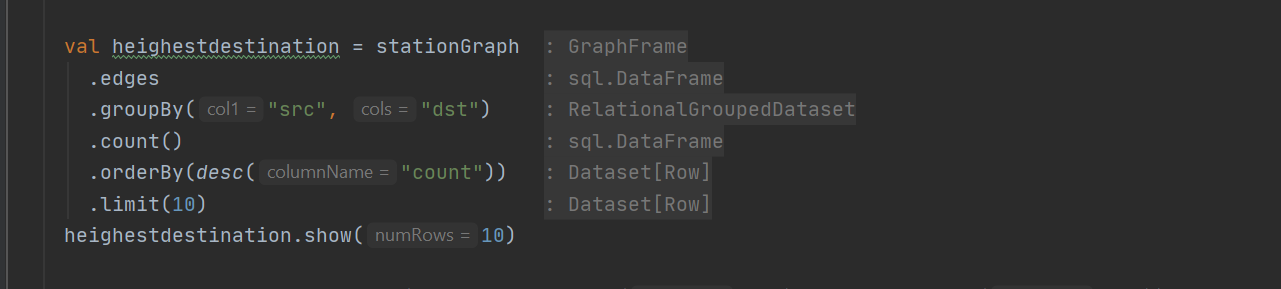 val heighestdestination = stationGraph : GraphFrame
.edges : sql.DataFrame
.groupBy( col1 = "src", cols = "dst") : RelationalGroupedDataset
.count() : sql.DataFrame
.orderBy(desc( columnName = "count")) : Dataset[Row]
.limit(10) : Dataset[Row]
heighestdestination.show( numRows = 10)